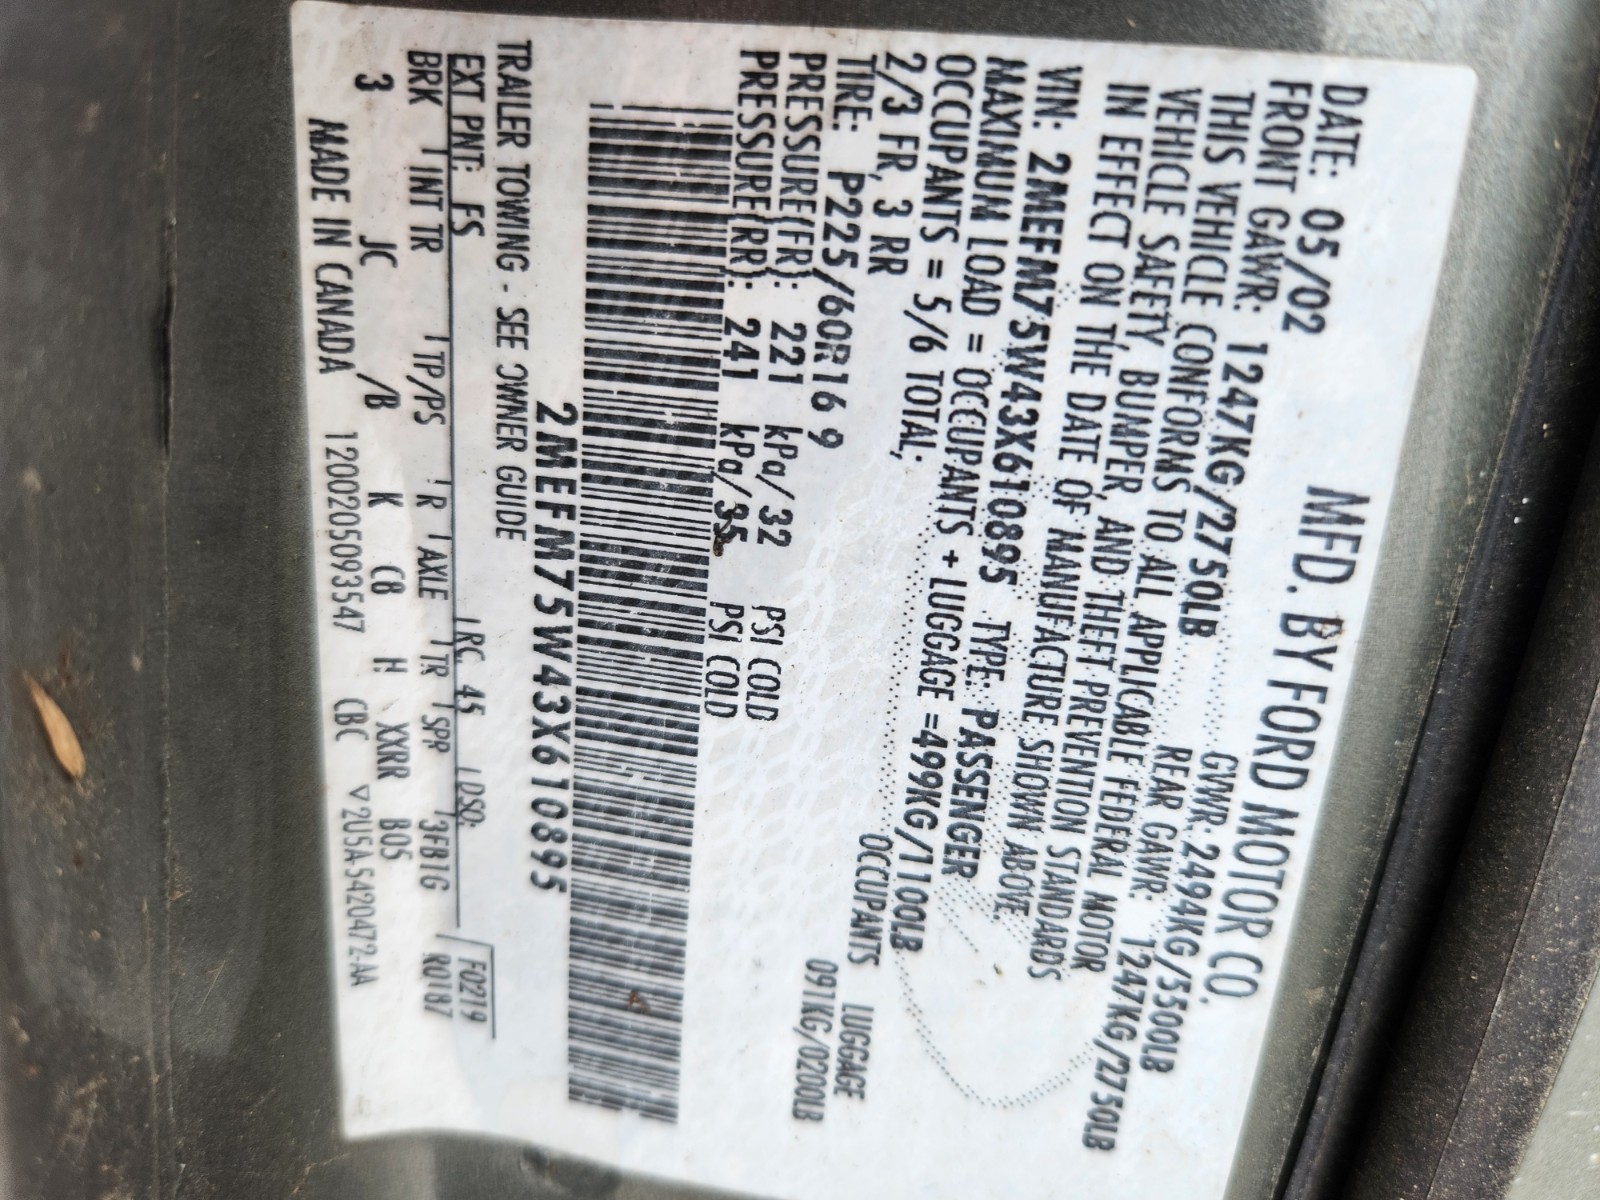 MFD. BY FORD MOTOR CO.
DATE: 05/02 GVWR: 2494KG/5500LB
FRONT GAWR: 1247KG/2750LB REAR GAWR: 1247KG/2750LB
THIS VEHICLE CONFORMS TO ALL APPLICABLE FEDERAL MOTOR
VEHICLE SAFETY, BUMPER, AND THEFT PREVENTION STANDARDS
IN EFFECT ON THE DATE OF MANUFACTURE SHOWN ABOVE.
VIN: 2MEFM75W43X610895 TYPE: PASSENGER
MAXIMUM LOAD = OCCUPANTS + LUGGAGE =499KG/1100LB
OCCUPANTS = 5/6 TOTAL; OCCUPANTS LUGGAGE
2/3 FR, 3 RR 091KG/0200LB
TIRE: P225/60R16 9
PRESSURE(FR): 221 kPa/32 PSI COLD
PRESSURE(RR): 241 kPa/35 PSI COLD
2MEFM75W43X610895
TRAILER TOWING - SEE OWNER GUIDE
EXT PNT: FS RC: 45 DSO: F0219
BRK INT TR TP/PS R AXLE TR SPR 3FB1G R0187
3 JC /B K C8 H XXRR B05
MADE IN CANADA 1200205093547 CBC ▽2U5A5420472-AA